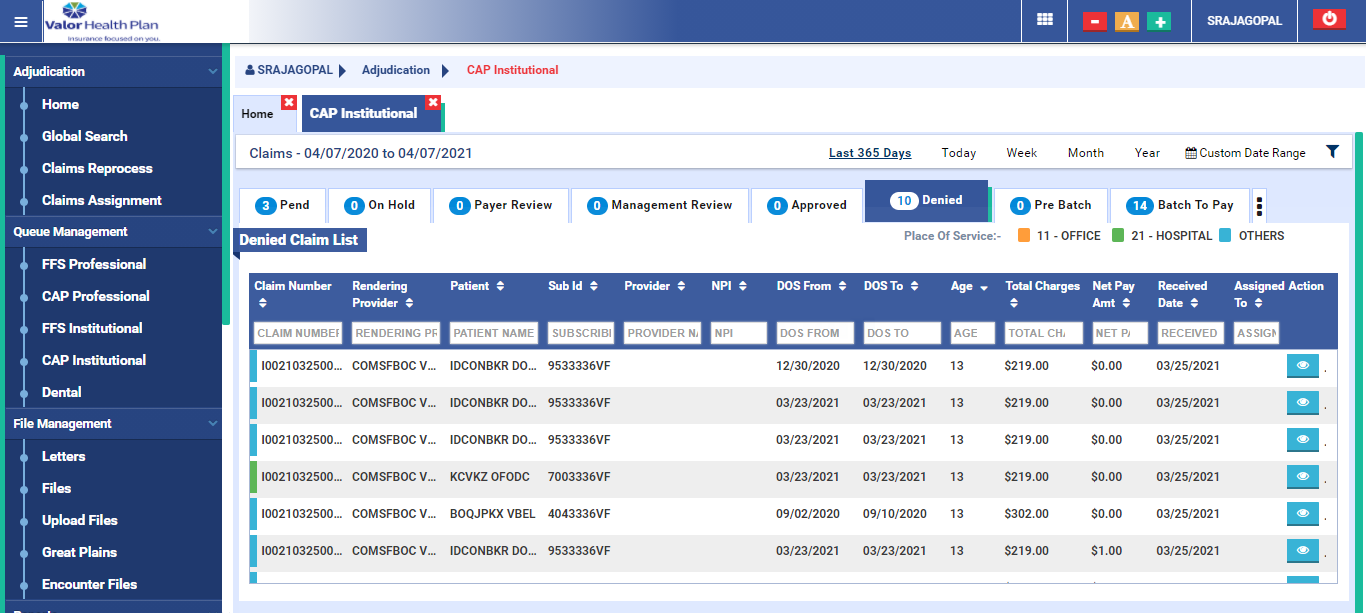 Valor Health Plan
Insurance focused on you.
A
SRAJAGOPAL
Adjudication
Home
Global Search
Claims Reprocess
Claims Assignment
Queue Management
FFS Professional
CAP Professional
FFS Institutional
CAP Institutional
Dental
File Management
Letters
Files
Upload Files
Great Plains
Encounter Files
SRAJAGOPAL Adjudication CAP Institutional
Home CAP Institutional
Claims - 04/07/2020 to 04/07/2021 Last 365 Days Today Week Month Year Custom Date Range
3 Pend 0 On Hold 0 Payer Review 0 Management Review 0 Approved 10 Denied 0 Pre Batch 14 Batch To Pay
Denied Claim List Place Of Service:- 11 - OFFICE 21 - HOSPITAL OTHERS
Claim Number Rendering Provider Patient Sub Id Provider NPI DOS From DOS To Age Total Charges Net Pay Amt Received Date Assigned To Action
CLAIM NUMBER RENDERING PR PATIENT NAME SUBSCRIBI PROVIDER NA NPI DOS FROM DOS TO AGE TOTAL CHA NET PA RECEIVED ASSIGN
I0021032500... COMSFBOC V... IDCONBKR DO... 9533336VF 12/30/2020 12/30/2020 13 $219.00 $0.00 03/25/2021 .
I0021032500... COMSFBOC V... IDCONBKR DO... 9533336VF 03/23/2021 03/23/2021 13 $219.00 $0.00 03/25/2021 .
I0021032500... COMSFBOC V... IDCONBKR DO... 9533336VF 03/23/2021 03/23/2021 13 $219.00 $0.00 03/25/2021 .
I0021032500... COMSFBOC V... KCVKZ OFODC 7003336VF 03/23/2021 03/23/2021 13 $219.00 $0.00 03/25/2021 .
I0021032500... COMSFBOC V... BOQJPKX VBEL 4043336VF 09/02/2020 09/10/2020 13 $302.00 $0.00 03/25/2021 .
I0021032500... COMSFBOC V... IDCONBKR DO... 9533336VF 03/23/2021 03/23/2021 13 $219.00 $1.00 03/25/2021 .